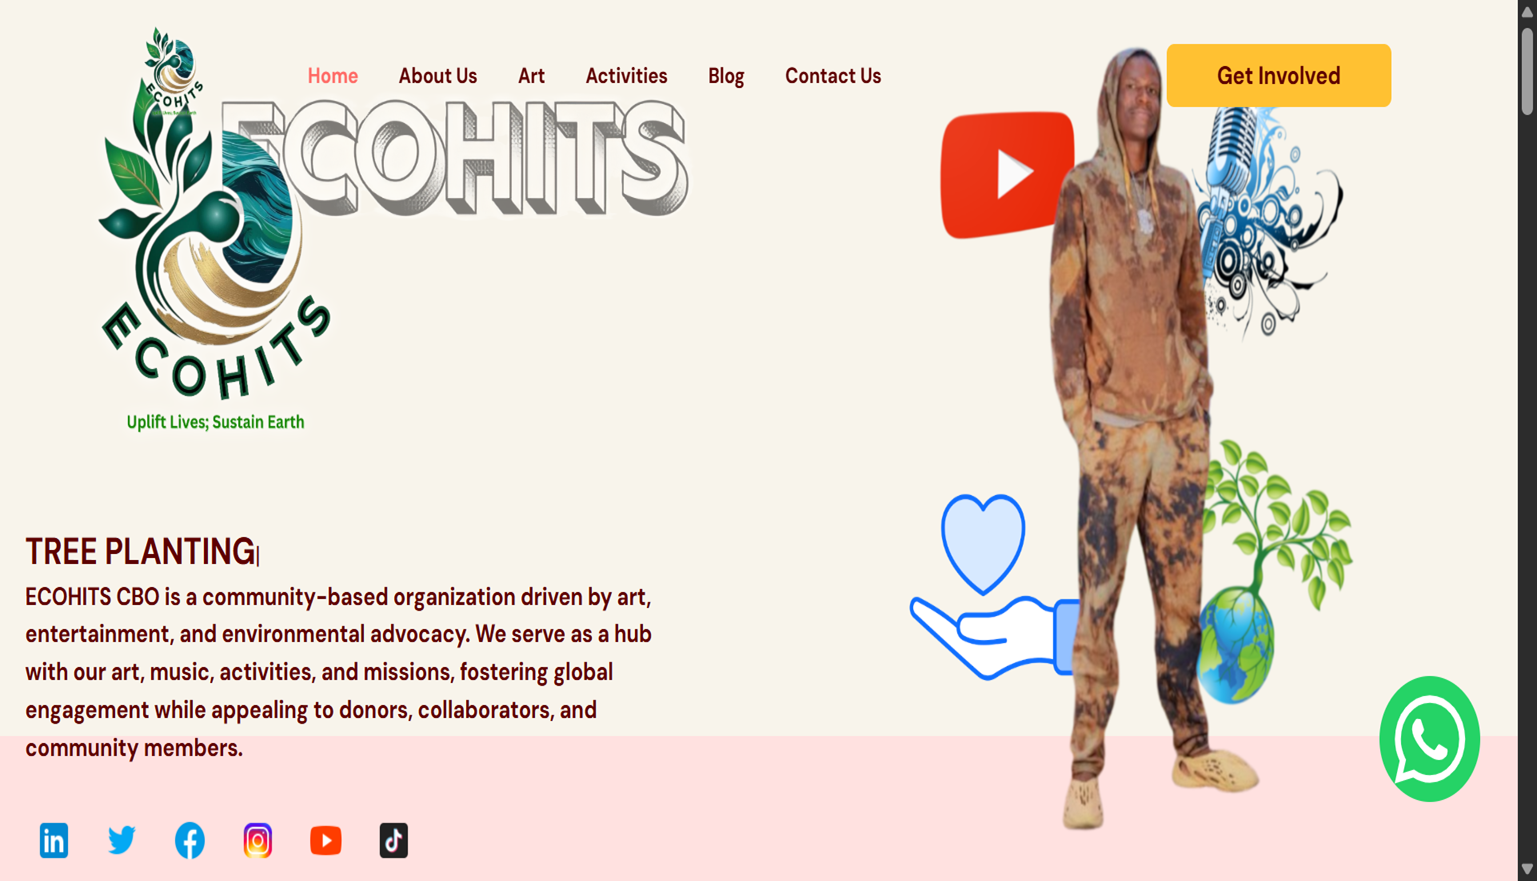 ECOHITS
Home
About Us
Art
Activities
Blog
Contact Us
Get Involved
ECOHITS
ECOHITS
Uplift Lives; Sustain Earth
TREE PLANTING|
ECOHITS CBO is a community-based organization driven by art,
entertainment, and environmental advocacy. We serve as a hub
with our art, music, activities, and missions, fostering global
engagement while appealing to donors, collaborators, and
community members.
in